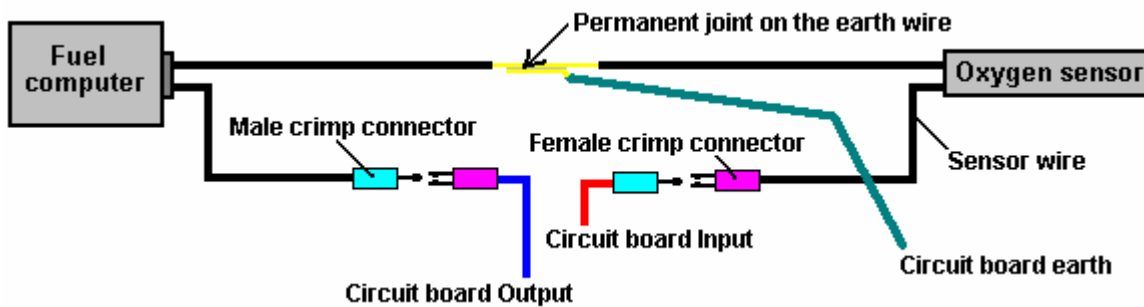 Permanent joint on the earth wire
Fuel
computer
Oxygen sensor
Male crimp connector
Female crimp connector
Sensor wire
Circuit board Input
Circuit board earth
Circuit board Output